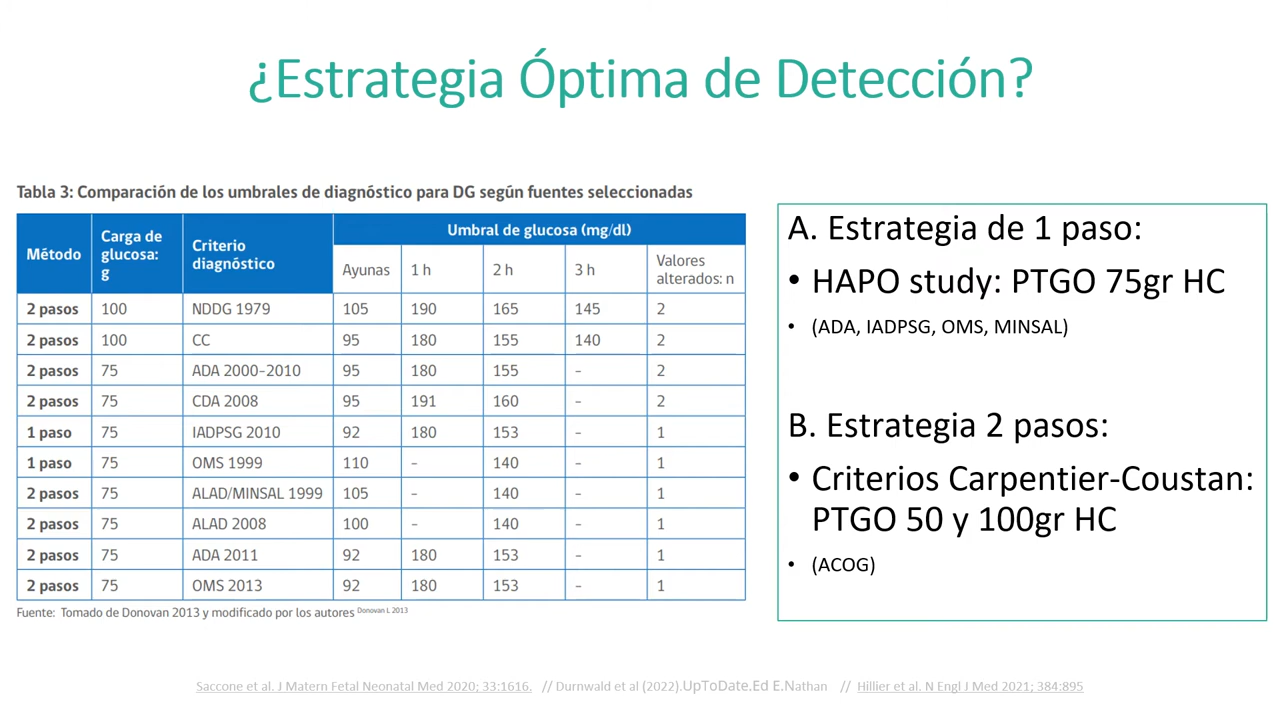 ¿Estrategia Óptima de Detección?
Tabla 3: Comparación de los umbrales de diagnóstico para DG según fuentes seleccionadas
Método Carga de glucosa: g Criterio diagnóstico Umbral de glucosa (mg/dl)
Ayunas 1 h 2 h 3 h Valores alterados: n
2 pasos 100 NDDG 1979 105 190 165 145 2
2 pasos 100 CC 95 180 155 140 2
2 pasos 75 ADA 2000-2010 95 180 155 - 2
2 pasos 75 CDA 2008 95 191 160 - 2
1 paso 75 IADPSG 2010 92 180 153 - 1
1 paso 75 OMS 1999 110 - 140 - 1
2 pasos 75 ALAD/MINSAL 1999 105 - 140 - 1
2 pasos 75 ALAD 2008 100 - 140 - 1
2 pasos 75 ADA 2011 92 180 153 - 1
2 pasos 75 OMS 2013 92 180 153 - 1
Fuente: Tomado de Donovan 2013 y modificado por los autores Donovan L 2013
A. Estrategia de 1 paso:
• HAPO study: PTGO 75gr HC
• (ADA, IADPSG, OMS, MINSAL)
B. Estrategia 2 pasos:
• Criterios Carpentier-Coustan:
PTGO 50 y 100gr HC
• (ACOG)
Saccone et al. J Matern Fetal Neonatal Med 2020; 33:1616. // Durnwald et al (2022).UpToDate.Ed E.Nathan // Hillier et al. N Engl J Med 2021; 384:895